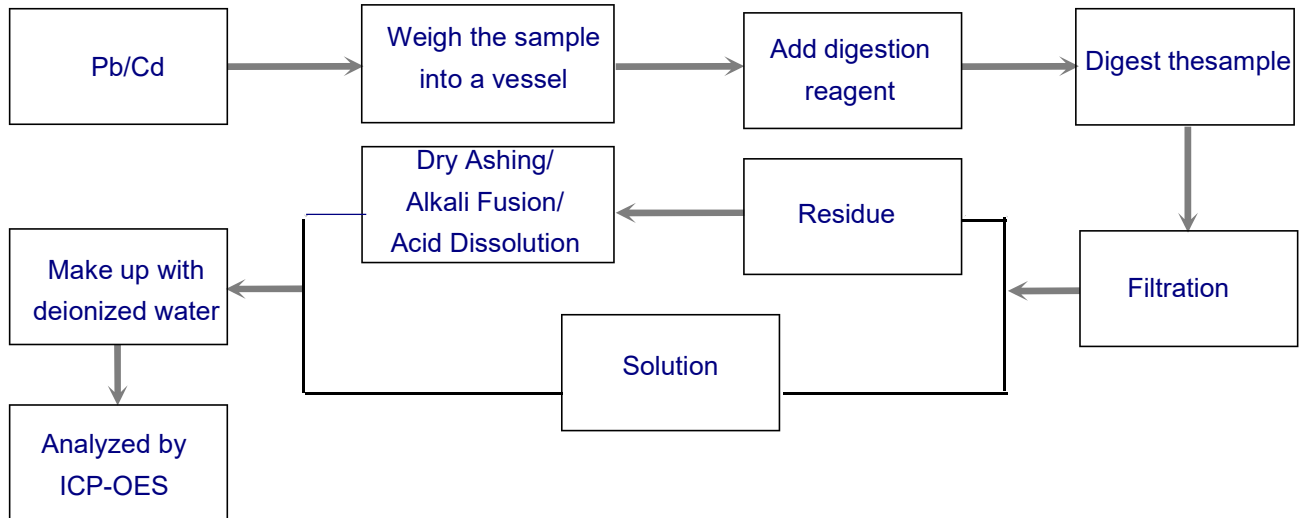 Pb/Cd
Weigh the sample
into a vessel
Add digestion
reagent
Digest thesample
Dry Ashing/
Alkali Fusion/
Acid Dissolution
Residue
Filtration
Make up with
deionized water
Solution
Analyzed by
ICP-OES